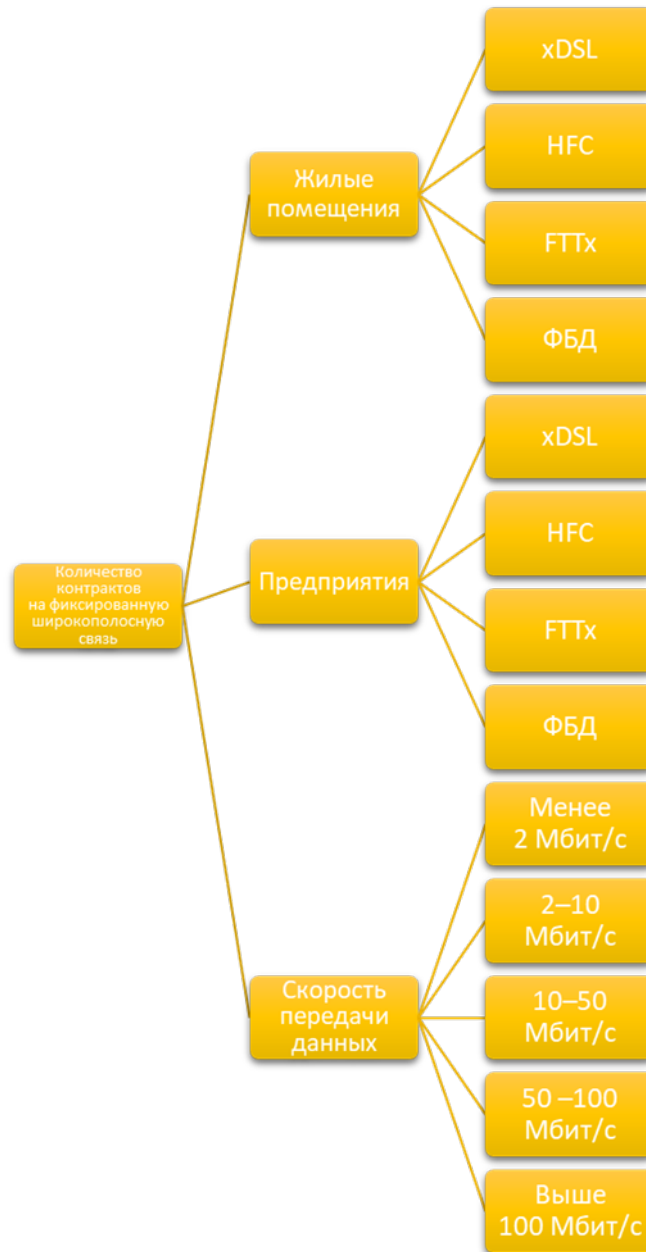 Количество
контрактов
на фиксированную
широкополосную
связь
Жилые
помещения
xDSL
HFC
FTTx
ФБД
Предприятия
xDSL
HFC
FTTx
ФБД
Скорость
передачи
данных
Менее
2 Мбит/с
2–10
Мбит/с
10–50
Мбит/с
50 –100
Мбит/с
Выше
100 Мбит/с